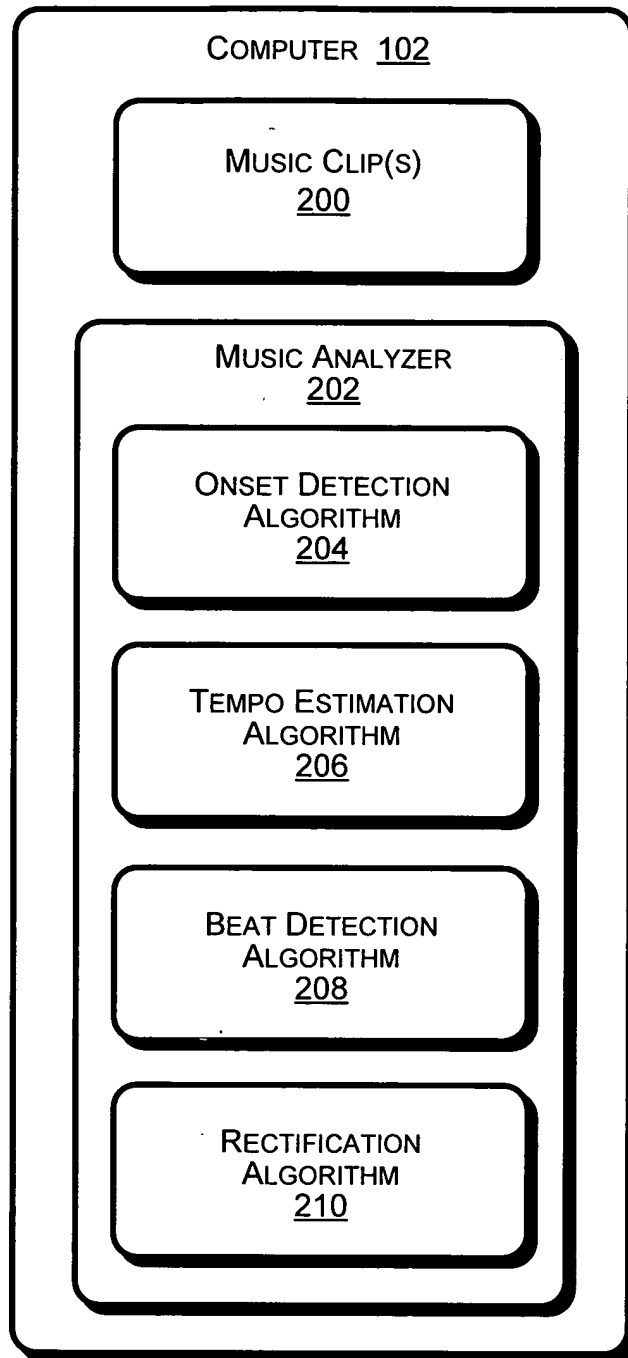 COMPUTER 102
MUSIC CLIP(S)
200
MUSIC ANALYZER
202
ONSET DETECTION
ALGORITHM
204
TEMPO ESTIMATION
ALGORITHM
206
BEAT DETECTION
ALGORITHM
208
RECTIFICATION
ALGORITHM
210